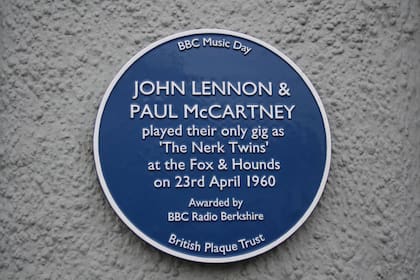 BBC Music Day
JOHN LENNON &
PAUL McCARTNEY
played their only gig as
'The Nerk Twins'
at the Fox & Hounds
on 23rd April 1960
Awarded by
BBC Radio Berkshire
British Plaque Trust